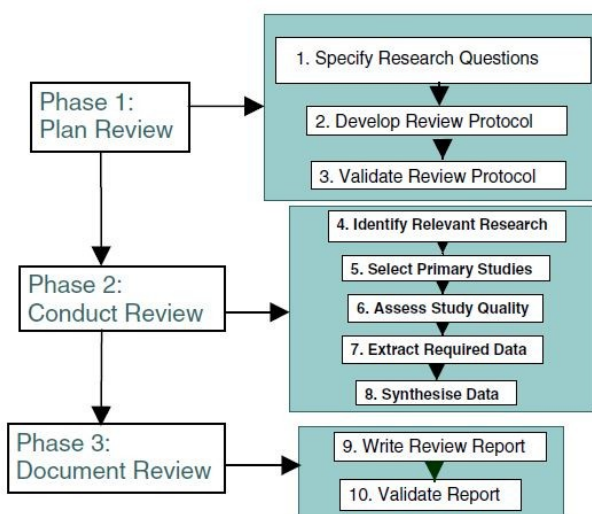 Phase 1:
Plan Review
1. Specify Research Questions
2. Develop Review Protocol
3. Validate Review Protocol
Phase 2:
Conduct Review
4. Identify Relevant Research
5. Select Primary Studies
6. Assess Study Quality
7. Extract Required Data
8. Synthesise Data
Phase 3:
Document Review
9. Write Review Report
10. Validate Report